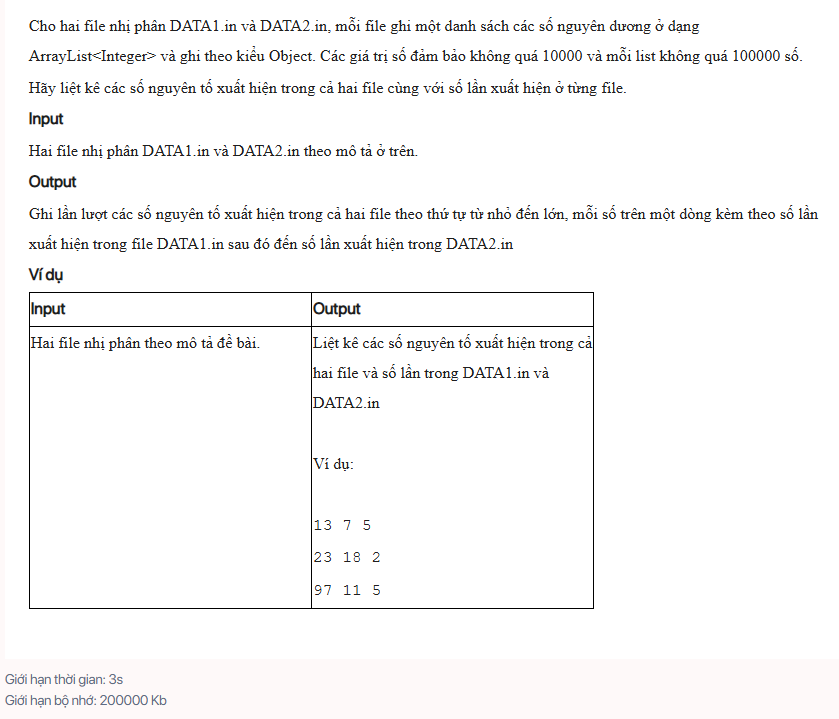 Cho hai file nhị phân DATA1.in và DATA2.in, mỗi file ghi một danh sách các số nguyên dương ở dạng
ArrayList<Integer> và ghi theo kiểu Object. Các giá trị số đảm bảo không quá 10000 và mỗi list không quá 100000 số.
Hãy liệt kê các số nguyên tố xuất hiện trong cả hai file cùng với số lần xuất hiện ở từng file.
Input
Hai file nhị phân DATA1.in và DATA2.in theo mô tả ở trên.
Output
Ghi lần lượt các số nguyên tố xuất hiện trong cả hai file theo thứ tự từ nhỏ đến lớn, mỗi số trên một dòng kèm theo số lần
xuất hiện trong file DATA1.in sau đó đến số lần xuất hiện trong DATA2.in
Ví dụ
Input Output
Hai file nhị phân theo mô tả đề bài.
Liệt kê các số nguyên tố xuất hiện trong cả
hai file và số lần trong DATA1.in và
DATA2.in
Ví dụ:
13 7 5
23 18 2
97 11 5
Giới hạn thời gian: 3s
Giới hạn bộ nhớ: 200000 Kb